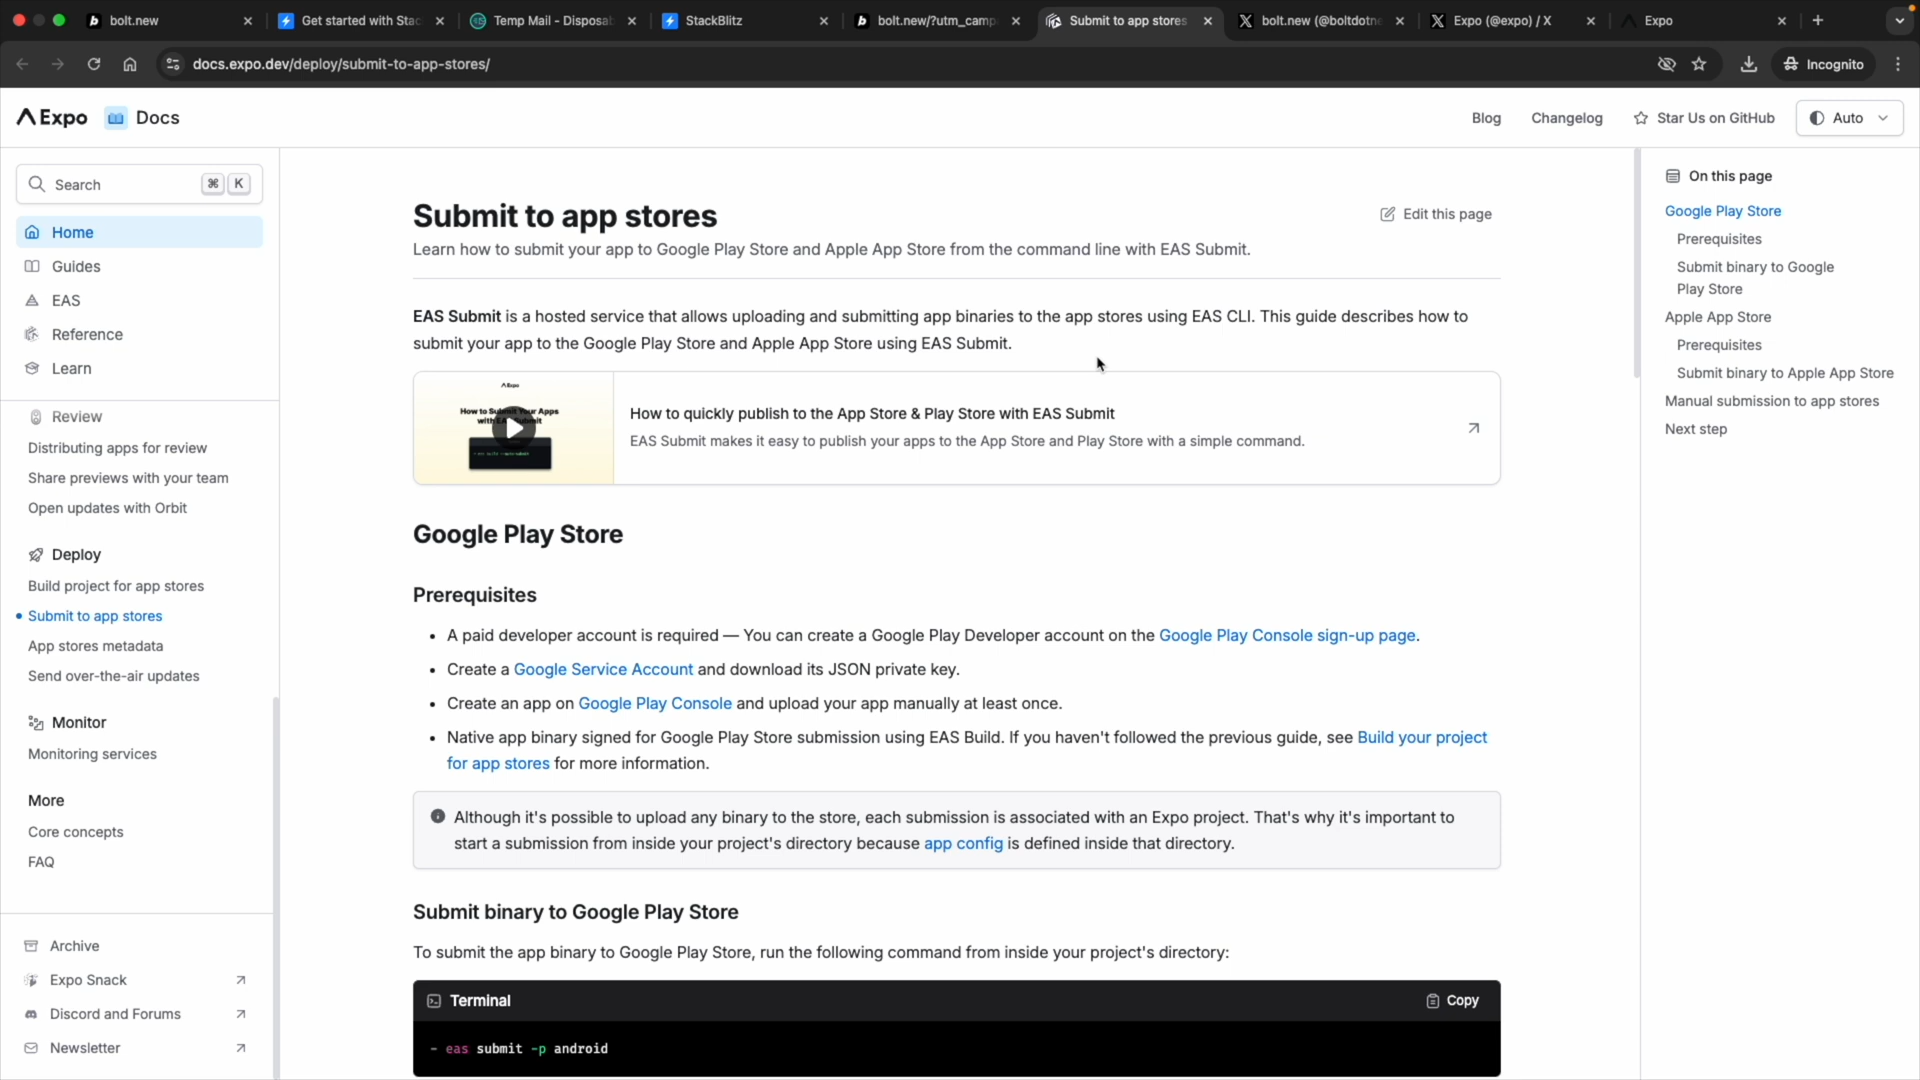 bolt.new
Get started with Stac
Temp Mail - Disposab
StackBlitz
bolt.new/?utm_camp
Submit to app stores
bolt.new (@boltdotne
Expo (@expo) / X
Expo
docs.expo.dev/deploy/submit-to-app-stores/
Incognito
Expo
Docs
Blog
Changelog
Star Us on GitHub
Auto
Search
⌘ K
Home
Guides
EAS
Reference
Learn
Review
Distributing apps for review
Share previews with your team
Open updates with Orbit
Deploy
Build project for app stores
Submit to app stores
App stores metadata
Send over-the-air updates
Monitor
Monitoring services
More
Core concepts
FAQ
Archive
Expo Snack
Discord and Forums
Newsletter
Submit to app stores
Edit this page
Learn how to submit your app to Google Play Store and Apple App Store from the command line with EAS Submit.
EAS Submit is a hosted service that allows uploading and submitting app binaries to the app stores using EAS CLI. This guide describes how to
submit your app to the Google Play Store and Apple App Store using EAS Submit.
Expo
How to Submit Your Apps
with EAS Submit
How to quickly publish to the App Store & Play Store with EAS Submit
EAS Submit makes it easy to publish your apps to the App Store and Play Store with a simple command.
Google Play Store
Prerequisites
• A paid developer account is required — You can create a Google Play Developer account on the Google Play Console sign-up page.
• Create a Google Service Account and download its JSON private key.
• Create an app on Google Play Console and upload your app manually at least once.
• Native app binary signed for Google Play Store submission using EAS Build. If you haven't followed the previous guide, see Build your project
for app stores for more information.
Although it's possible to upload any binary to the store, each submission is associated with an Expo project. That's why it's important to
start a submission from inside your project's directory because app config is defined inside that directory.
Submit binary to Google Play Store
To submit the app binary to Google Play Store, run the following command from inside your project's directory:
Terminal
Copy
- eas submit -p android
On this page
Google Play Store
Prerequisites
Submit binary to Google
Play Store
Apple App Store
Prerequisites
Submit binary to Apple App Store
Manual submission to app stores
Next step